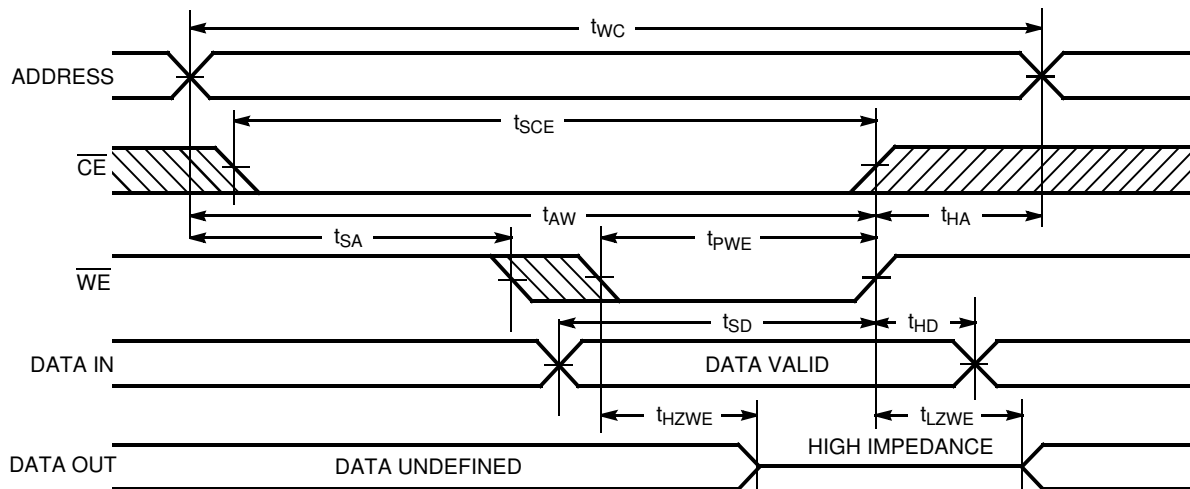 tWC
ADDRESS
tSCE
CE
tAW
tHA
tSA
tPWE
WE
tSD
tHD
DATA IN
DATA VALID
tHZWE
tLZWE
HIGH IMPEDANCE
DATA OUT
DATA UNDEFINED